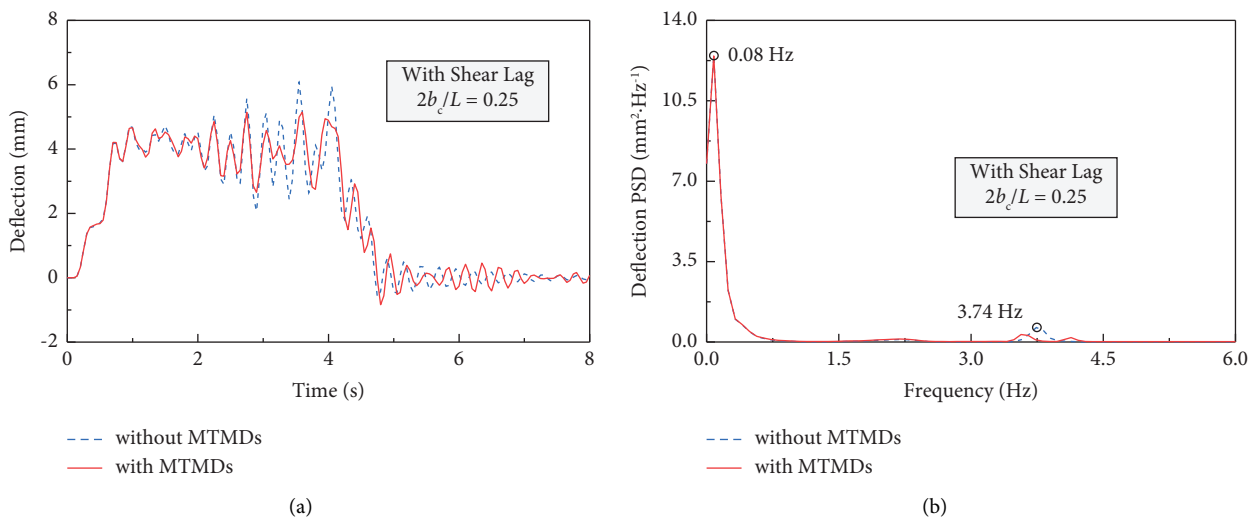 8
6
4
2
0
-2
Deflection (mm)
With Shear Lag
2b_c/L = 0.25
0 2 4 6 8
Time (s)
without MTMDs
with MTMDs
(a)
14.0
10.5
7.0
3.5
0.0
Deflection PSD (mm²·Hz⁻¹)
0.08 Hz
With Shear Lag
2b_c/L = 0.25
3.74 Hz
0.0 1.5 3.0 4.5 6.0
Frequency (Hz)
without MTMDs
with MTMDs
(b)